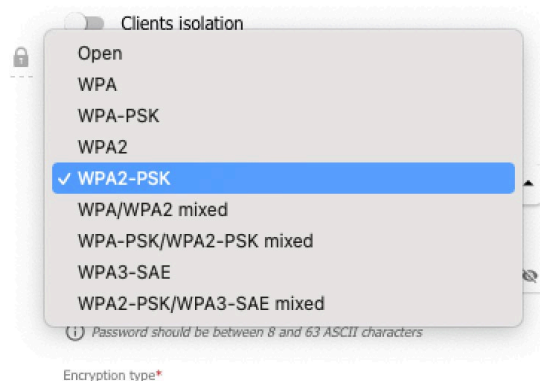 Clients isolation
Open
WPA
WPA-PSK
WPA2
✓ WPA2-PSK
WPA/WPA2 mixed
WPA-PSK/WPA2-PSK mixed
WPA3-SAE
WPA2-PSK/WPA3-SAE mixed
Password should be between 8 and 63 ASCII characters
Encryption type*